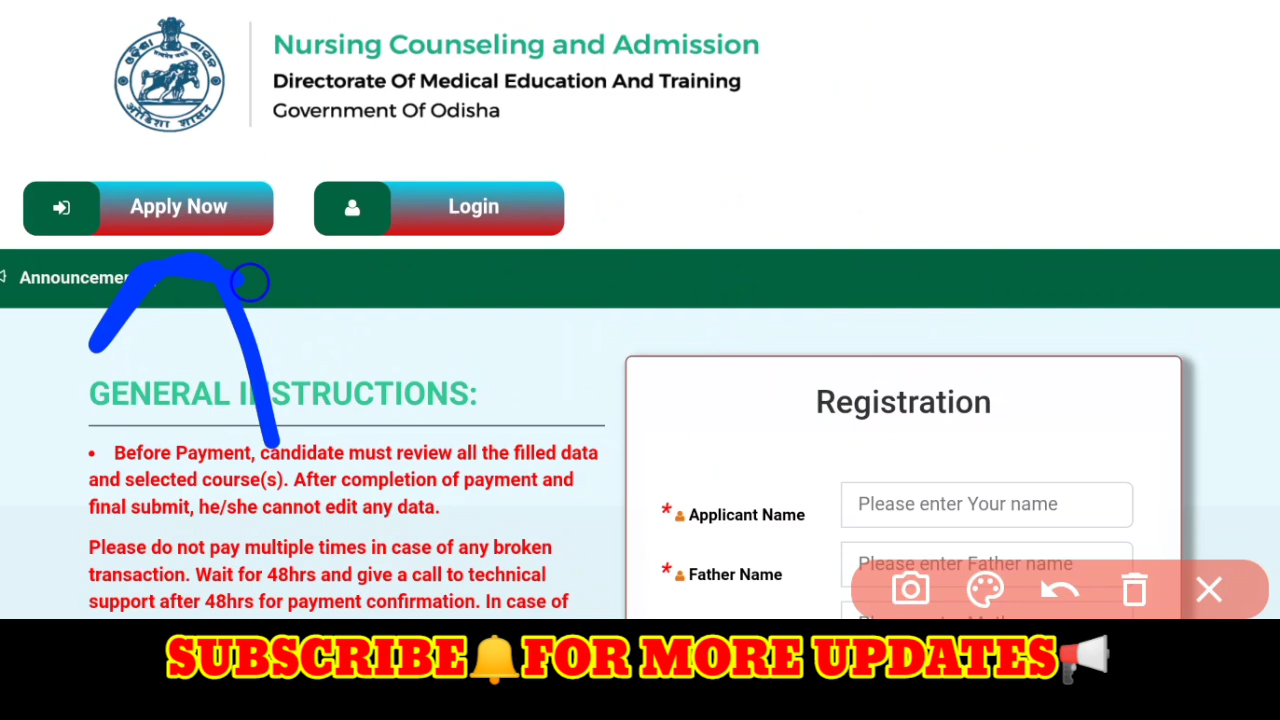 Nursing Counseling and Admission
Directorate Of Medical Education And Training
Government Of Odisha
Apply Now
Login
GENERAL INSTRUCTIONS:
• Before Payment, candidate must review all the filled data
and selected course(s). After completion of payment and
final submit, he/she cannot edit any data.
Please do not pay multiple times in case of any broken
transaction. Wait for 48hrs and give a call to technical
support after 48hrs for payment confirmation. In case of
Registration
* Applicant Name
Please enter Your name
* Father Name
Please enter Father name
SUBSCRIBE🔔FOR MORE UPDATES📢